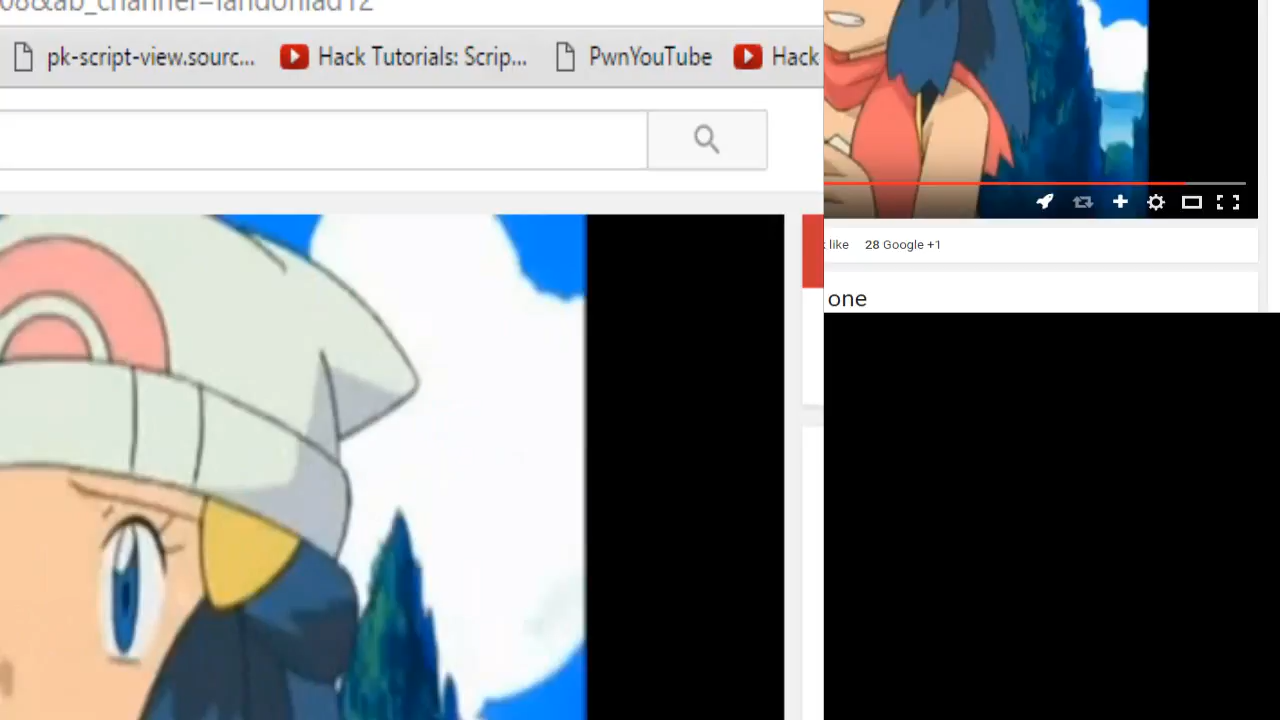 pk-script-view.sourc...
Hack Tutorials: Scrip...
PwnYouTube
Hack
like
28 Google +1
one